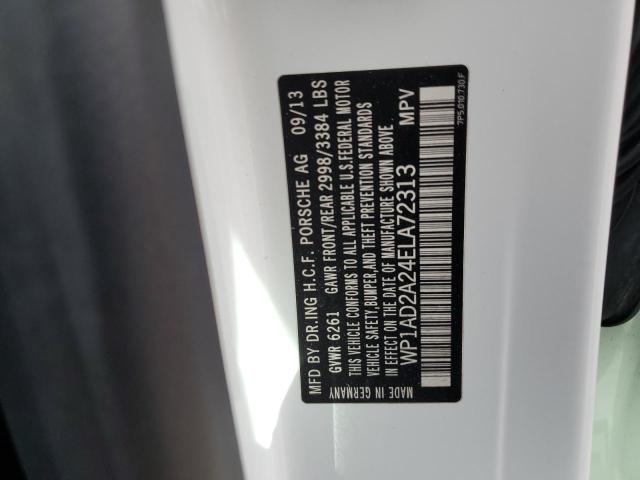 MFD BY DR.ING H.C.F. PORSCHE AG 09/13
GVWR 6261 GAWR FRONT/REAR 2998/3384 LBS
THIS VEHICLE CONFORMS TO ALL APPLICABLE U.S.FEDERAL MOTOR
VEHICLE SAFETY,BUMPER,AND THEFT PREVENTION STANDARDS
IN EFFECT ON THE DATE OF MANUFACTURE SHOWN ABOVE
WP1AD2A24ELA72313 MPV
MADE IN GERMANY
7P5.010.730.F